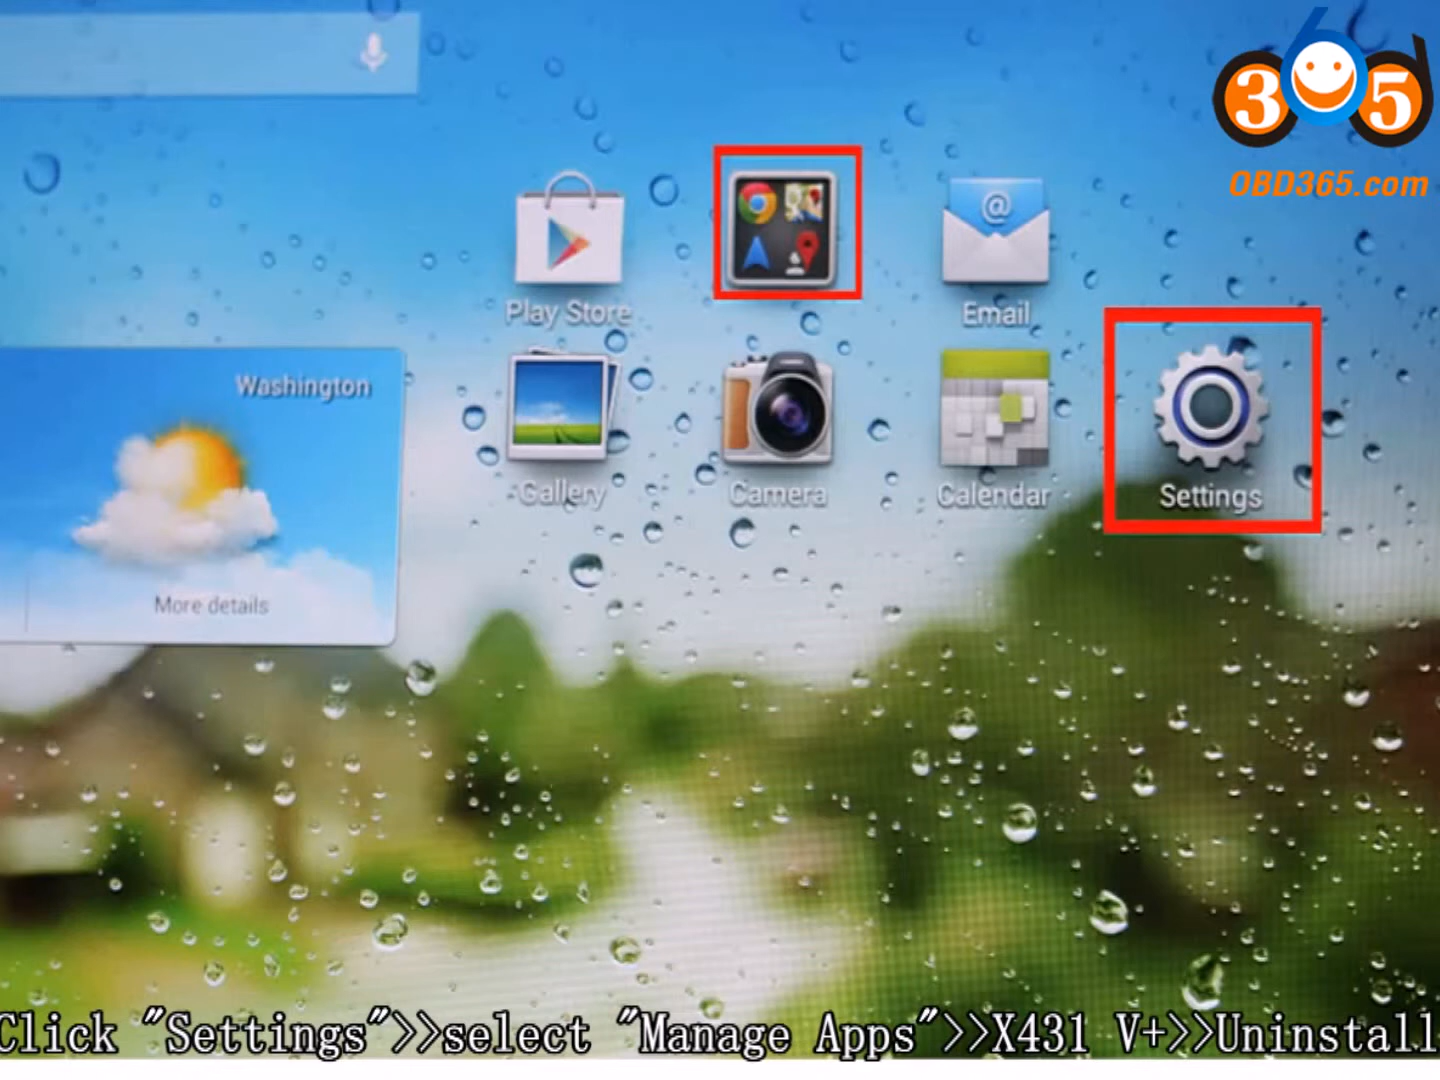 365
OBD365.com
Play Store
Email
Washington
Gallery
Camera
Calendar
Settings
More details
Click "Settings">>select "Manage Apps">>X431 V+>>Uninstall